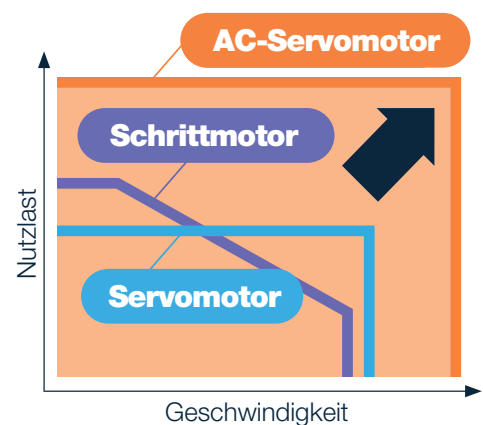 AC-Servomotor
Schrittmotor
Servomotor
Nutzlast
Geschwindigkeit